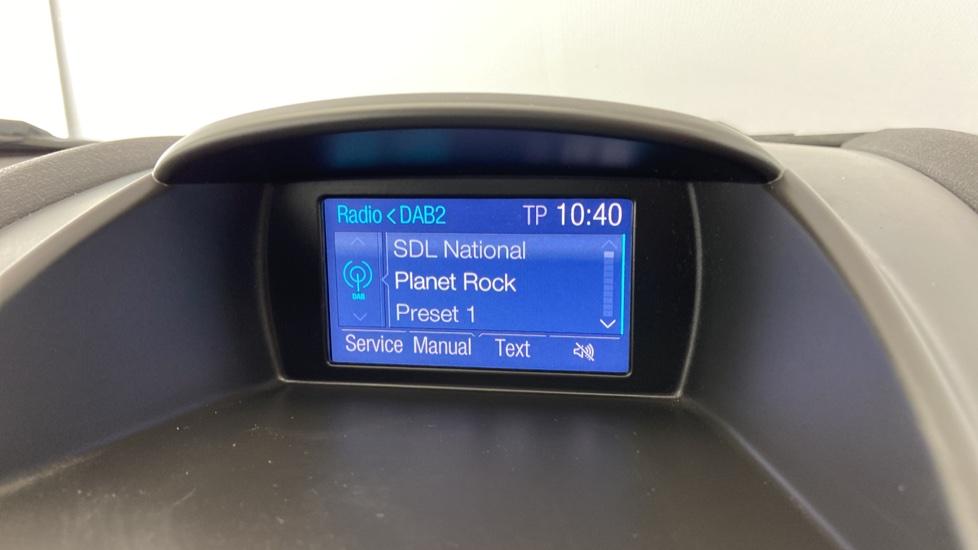 Radio < DAB2 TP 10:40
SDL National
DAB
Planet Rock
Preset 1
Service Manual Text